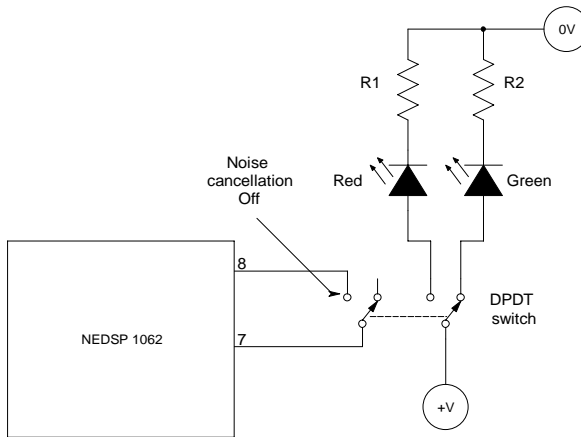 0V
R1
R2
Noise
cancellation
Off
Red
Green
8
DPDT
switch
NEDSP 1062
7
+V